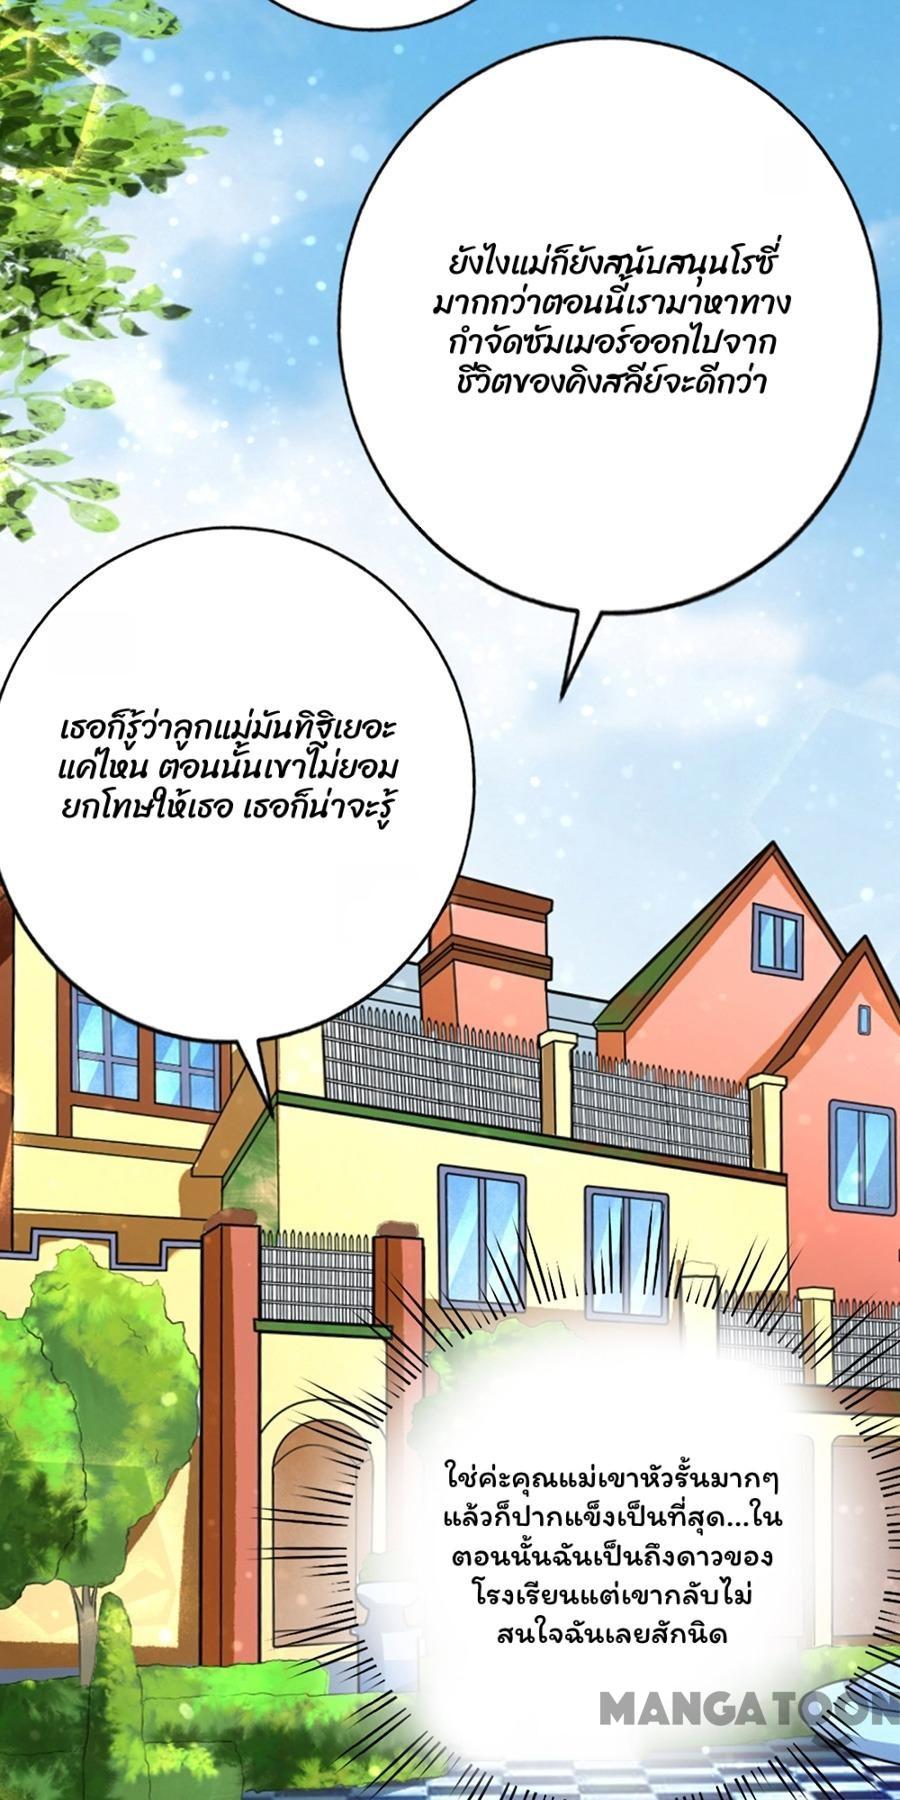 ยังไงแม่ก็ยังสนับสนุนโรซี่
มากกว่าตอนนี้เรามาหาทาง
กำจัดซัมเมอร์ออกไปจาก
ชีวิตของคิงสลีย์จะดีกว่า
เธอก็รู้ว่าลูกแม่มันทิฐิเยอะ
แค่ไหน ตอนนั้นเขาไม่ยอม
ยกโทษให้เธอ เธอก็น่าจะรู้
ใช่ค่ะคุณแม่เขาหัวรั้นมากๆ
แล้วก็ปากแข็งเป็นที่สุด...ใน
ตอนนั้นฉันเป็นถึงดาวของ
โรงเรียนแต่เขากลับไม่
สนใจฉันเลยสักนิด
MANGATOON